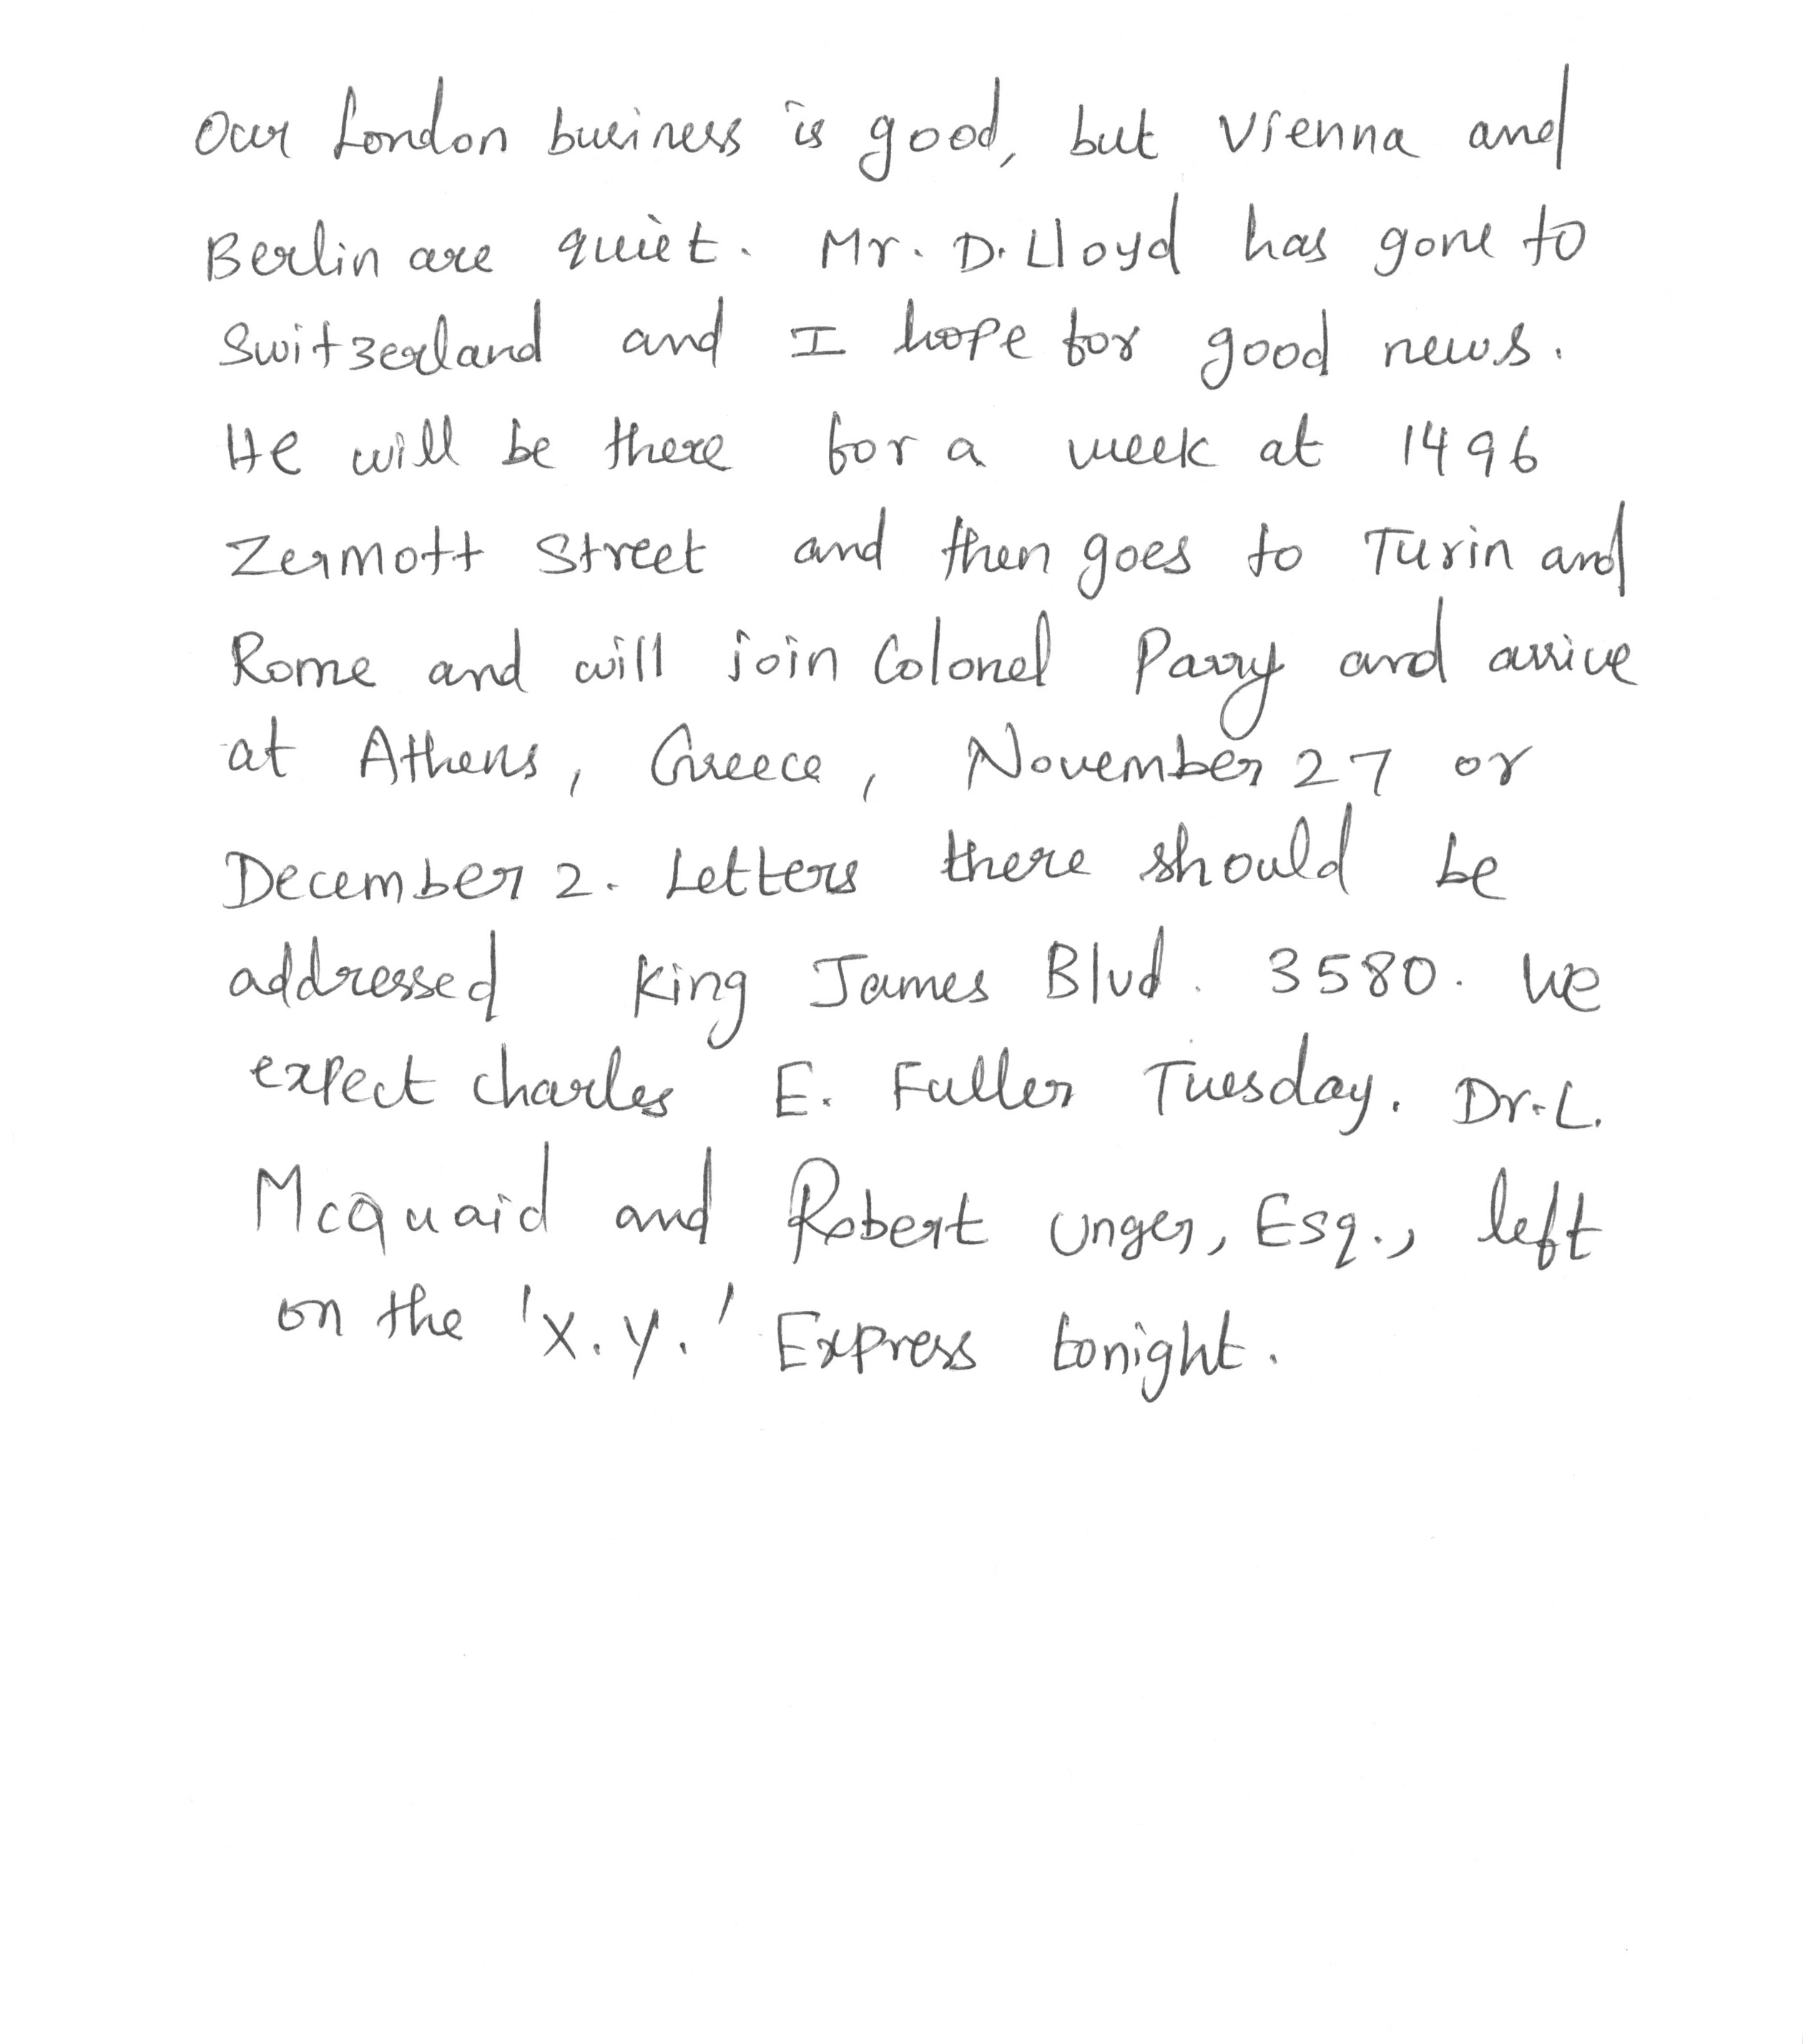 Our London business is good, but Vienna and
Berlin are quiet. Mr. D. Lloyd has gone to
Switzerland and I hope for good news.
He will be there for a week at 1496
Zermott Street and then goes to Turin and
Rome and will join Colonel Parry and arrive
at Athens, Greece, November 27 or
December 2. Letters there should be
addressed King James Blvd. 3580. We
expect Charles E. Fuller Tuesday. Dr. L.
McQuaid and Robert Unger, Esq., left
on the 'X.Y.' Express tonight.